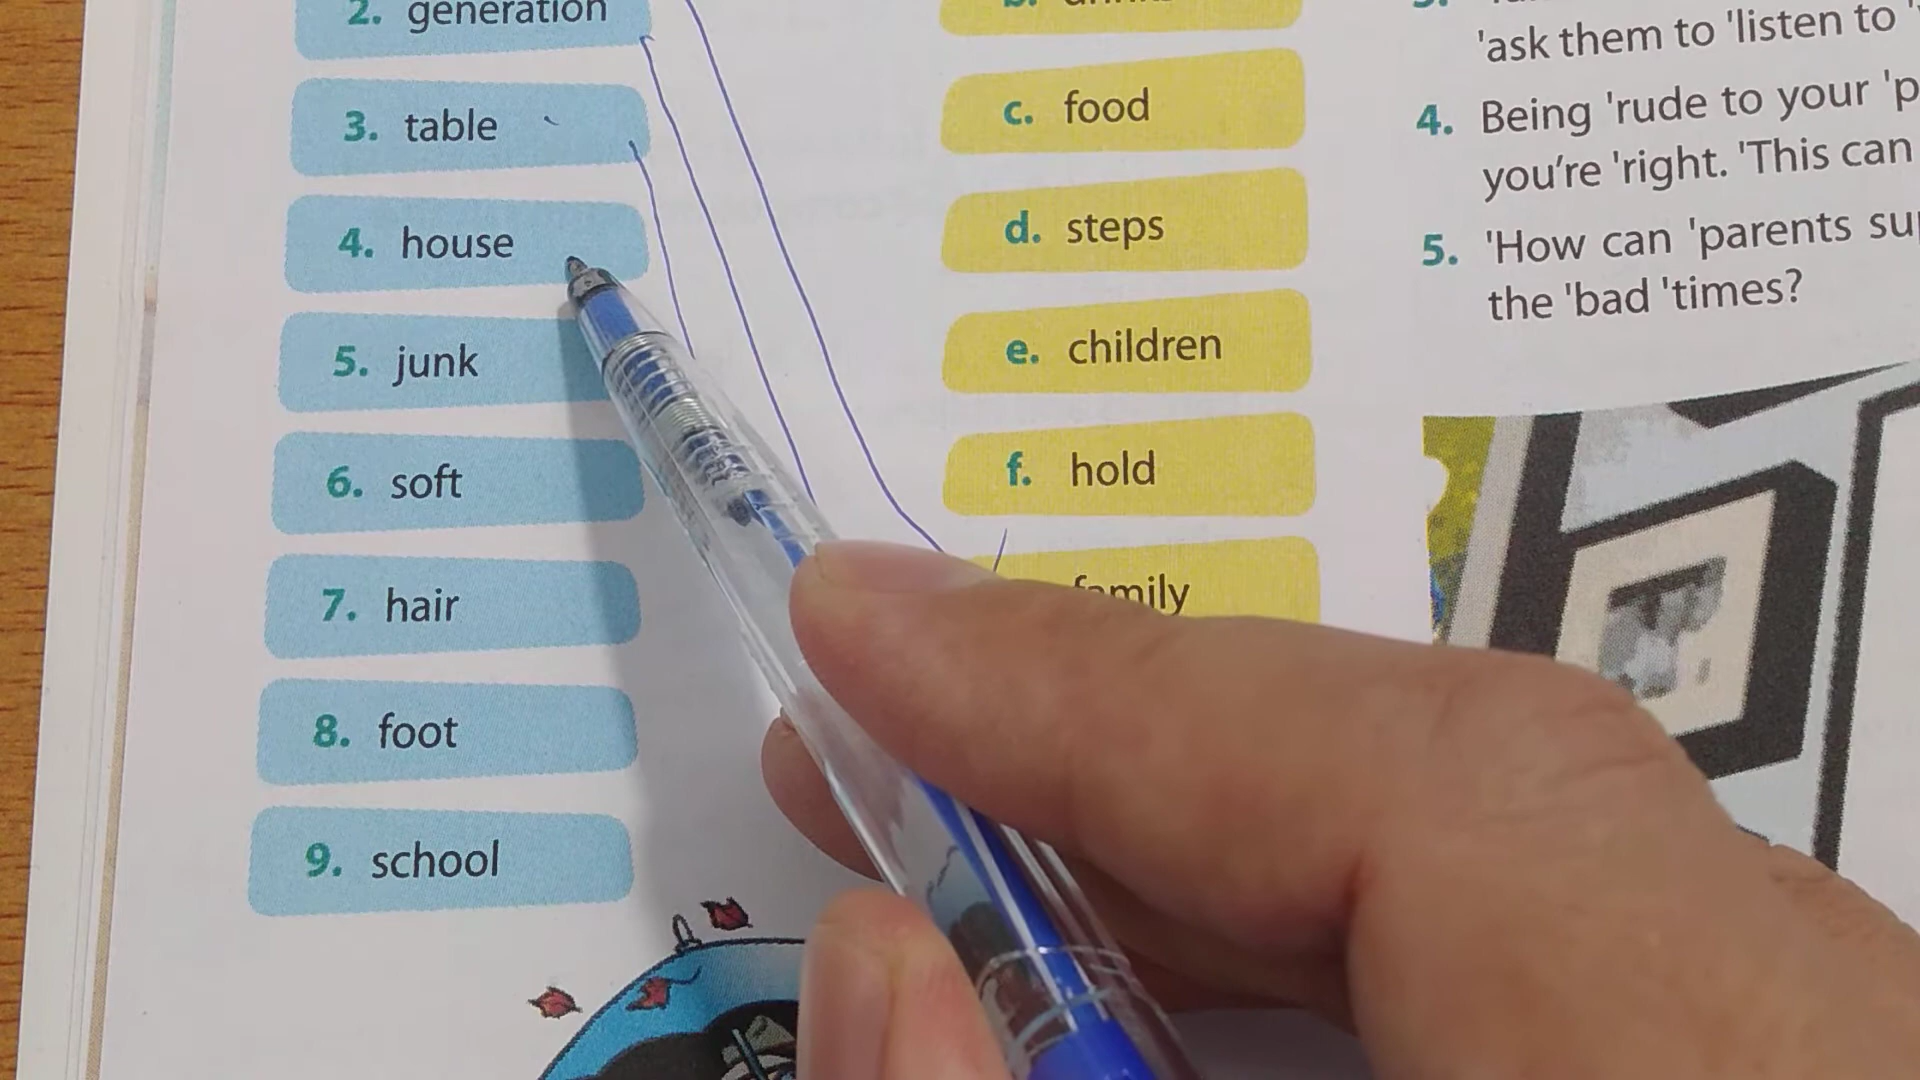 2. generation
3. table
4. house
5. junk
6. soft
7. hair
8. foot
9. school
c. food
d. steps
e. children
f. hold
family
'ask them to 'listen to
4. Being 'rude to your
you're 'right. 'This can
5. 'How can 'parents
the 'bad 'times?